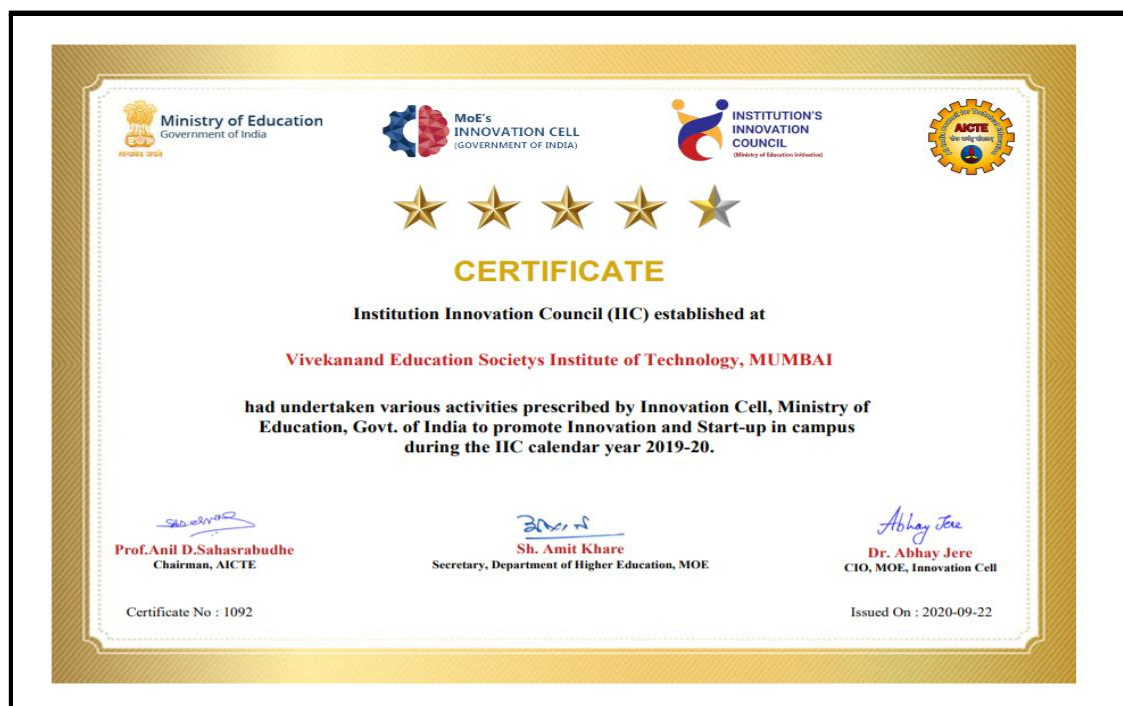 Ministry of Education
Government of India
सत्यमेव जयते
MoE's
INNOVATION CELL
(GOVERNMENT OF INDIA)
INSTITUTION'S
INNOVATION
COUNCIL
(Ministry of Education Initiative)
AICTE
CERTIFICATE
Institution Innovation Council (IIC) established at
Vivekanand Education Societys Institute of Technology, MUMBAI
had undertaken various activities prescribed by Innovation Cell, Ministry of
Education, Govt. of India to promote Innovation and Start-up in campus
during the IIC calendar year 2019-20.
Abhay Jere
Prof.Anil D.Sahasrabudhe
Chairman, AICTE
Sh. Amit Khare
Secretary, Department of Higher Education, MOE
Dr. Abhay Jere
CIO, MOE, Innovation Cell
Certificate No : 1092
Issued On : 2020-09-22